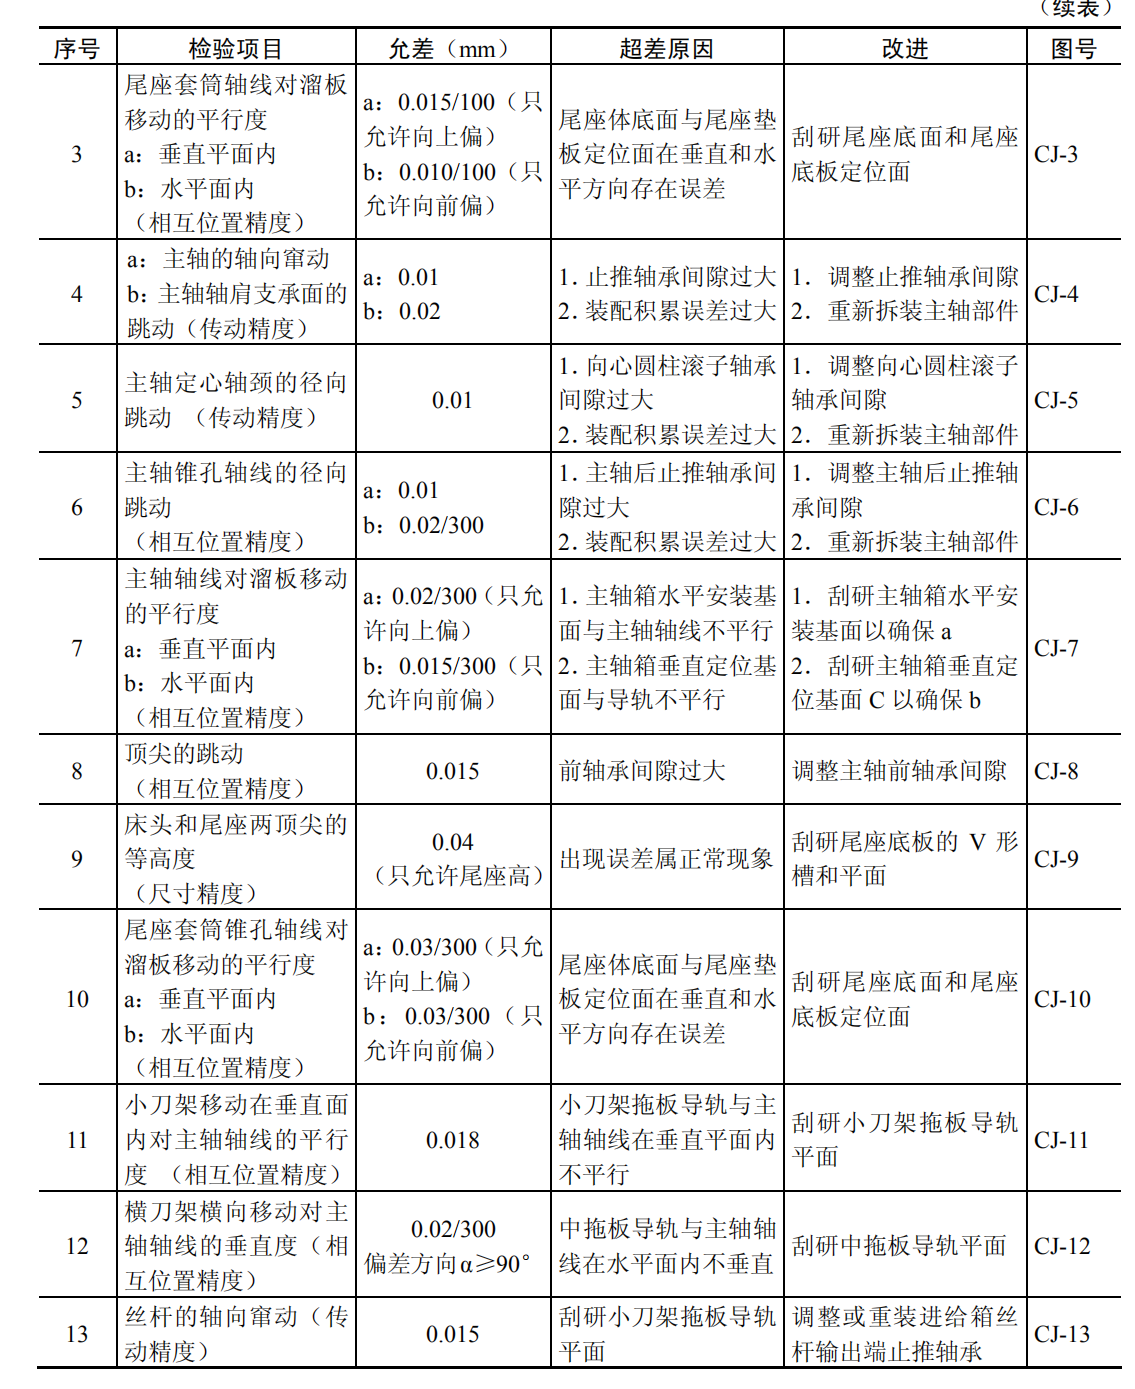 （续表）
序号 检验项目 允差（mm） 超差原因 改进 图号
3
尾座套筒轴线对溜板
移动的平行度
a：垂直平面内
b：水平面内
（相互位置精度）
a：0.015/100（只
允许向上偏）
b：0.010/100（只
允许向前偏）
尾座体底面与尾座垫
板定位面在垂直和水
平方向存在误差
刮研尾座底面和尾座
底板定位面
CJ-3
4
a：主轴的轴向窜动
b：主轴轴肩支承面的
跳动（传动精度）
a：0.01
b：0.02
1．止推轴承间隙过大
2．装配积累误差过大
1．调整止推轴承间隙
2．重新拆装主轴部件
CJ-4
5
主轴定心轴颈的径向
跳动 （传动精度）
0.01
1．向心圆柱滚子轴承
间隙过大
2．装配积累误差过大
1．调整向心圆柱滚子
轴承间隙
2．重新拆装主轴部件
CJ-5
6
主轴锥孔轴线的径向
跳动
（相互位置精度）
a：0.01
b：0.02/300
1．主轴后止推轴承间
隙过大
2．装配积累误差过大
1．调整主轴后止推轴
承间隙
2．重新拆装主轴部件
CJ-6
7
主轴轴线对溜板移动
的平行度
a：垂直平面内
b：水平面内
（相互位置精度）
a：0.02/300（只允
许向上偏）
b：0.015/300（只
允许向前偏）
1．主轴箱水平安装基
面与主轴轴线不平行
2．主轴箱垂直定位基
面与导轨不平行
1．刮研主轴箱水平安
装基面以确保 a
2．刮研主轴箱垂直定
位基面 C 以确保 b
CJ-7
8
顶尖的跳动
（相互位置精度）
0.015
前轴承间隙过大
调整主轴前轴承间隙
CJ-8
9
床头和尾座两顶尖的
等高度
（尺寸精度）
0.04
（只允许尾座高）
出现误差属正常现象
刮研尾座底板的 V 形
槽和平面
CJ-9
10
尾座套筒锥孔轴线对
溜板移动的平行度
a：垂直平面内
b：水平面内
（相互位置精度）
a：0.03/300（只允
许向上偏）
b：0.03/300（只
允许向前偏）
尾座体底面与尾座垫
板定位面在垂直和水
平方向存在误差
刮研尾座底面和尾座
底板定位面
CJ-10
11
小刀架移动在垂直面
内对主轴轴线的平行
度 （相互位置精度）
0.018
小刀架拖板导轨与主
轴轴线在垂直平面内
不平行
刮研小刀架拖板导轨
平面
CJ-11
12
横刀架横向移动对主
轴轴线的垂直度（相
互位置精度）
0.02/300
偏差方向α≥90°
中拖板导轨与主轴轴
线在水平面内不垂直
刮研中拖板导轨平面
CJ-12
13
丝杆的轴向窜动（传
动精度）
0.015
刮研小刀架拖板导轨
平面
调整或重装进给箱丝
杆输出端止推轴承
CJ-13